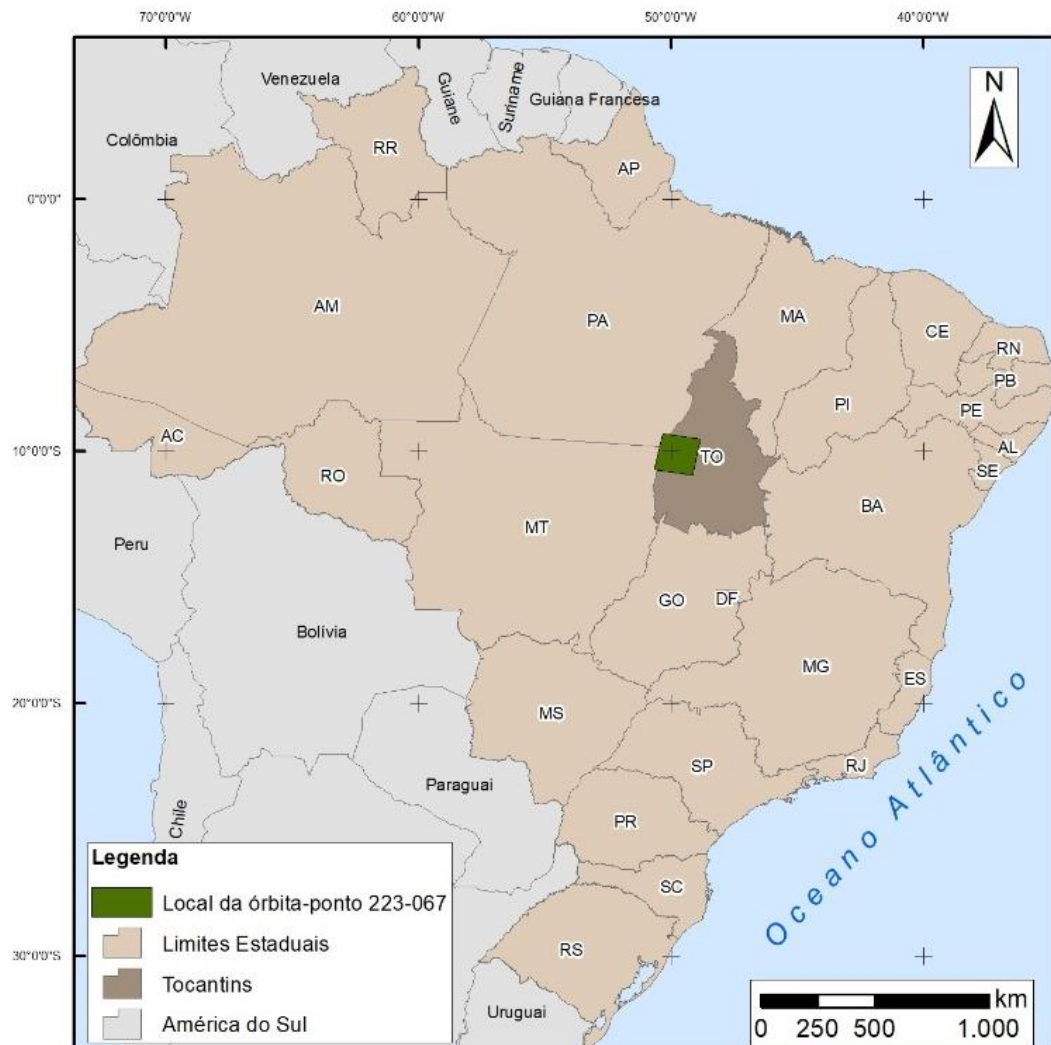 70°0'0"W
60°0'0"W
50°0'0"W
40°0'0"W
Venezuela
Guiane
Suriname
Guiana Francesa
N
Colômbia
RR
AP
0°0'0"
AM
PA
MA
CE
RN
PB
PI
PE
AC
AL
10°0'0"S
TO
SE
RO
BA
MT
Peru
GO
DF
Bolívia
MG
ES
20°0'0"S
MS
SP
RJ
Paraguai
Chile
PR
Oceano Atlântico
SC
RS
30°0'0"S
Uruguai
Legenda
Local da órbita-ponto 223-067
Limites Estaduais
Tocantins
América do Sul
km
0 250 500 1.000